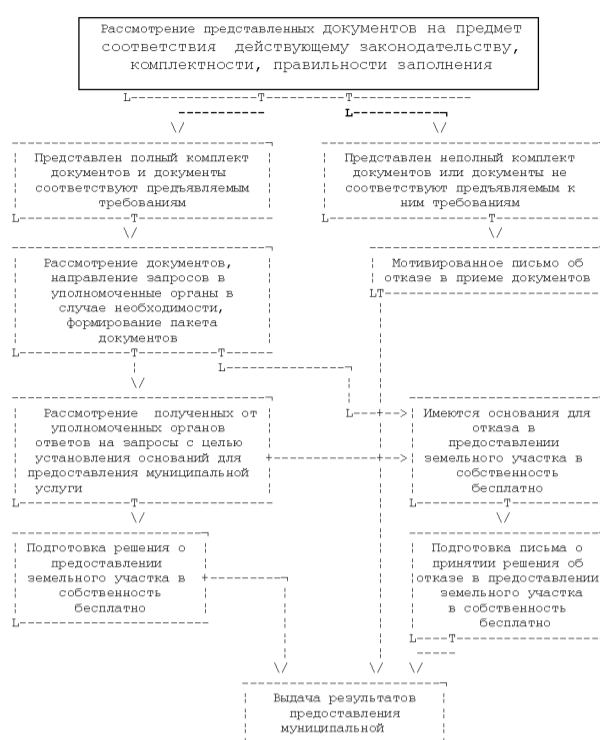 Рассмотрение представленных документов на предмет
соответствия действующему законодательству,
комплектности, правильности заполнения
Представлен полный комплект
документов и документы
соответствуют предъявляемым
требованиям
Представлен неполный комплект
документов или документы не
соответствуют предъявляемым к
ним требованиям
Рассмотрение документов,
направление запросов в
уполномоченные органы в
случае необходимости,
формирование пакета
документов
Мотивированное письмо об
отказе в приеме документов
Рассмотрение полученных от
уполномоченных органов
ответов на запросы с целью
установления оснований для
предоставления муниципальной
услуги
Имеются основания для
отказа в
предоставлении
земельного участка в
собственность
бесплатно
Подготовка решения о
предоставлении
земельного участка в
собственность
бесплатно
Подготовка письма о
принятии решения об
отказе в предоставлении
земельного участка
в собственность
бесплатно
Выдача результатов
предоставления
муниципальной